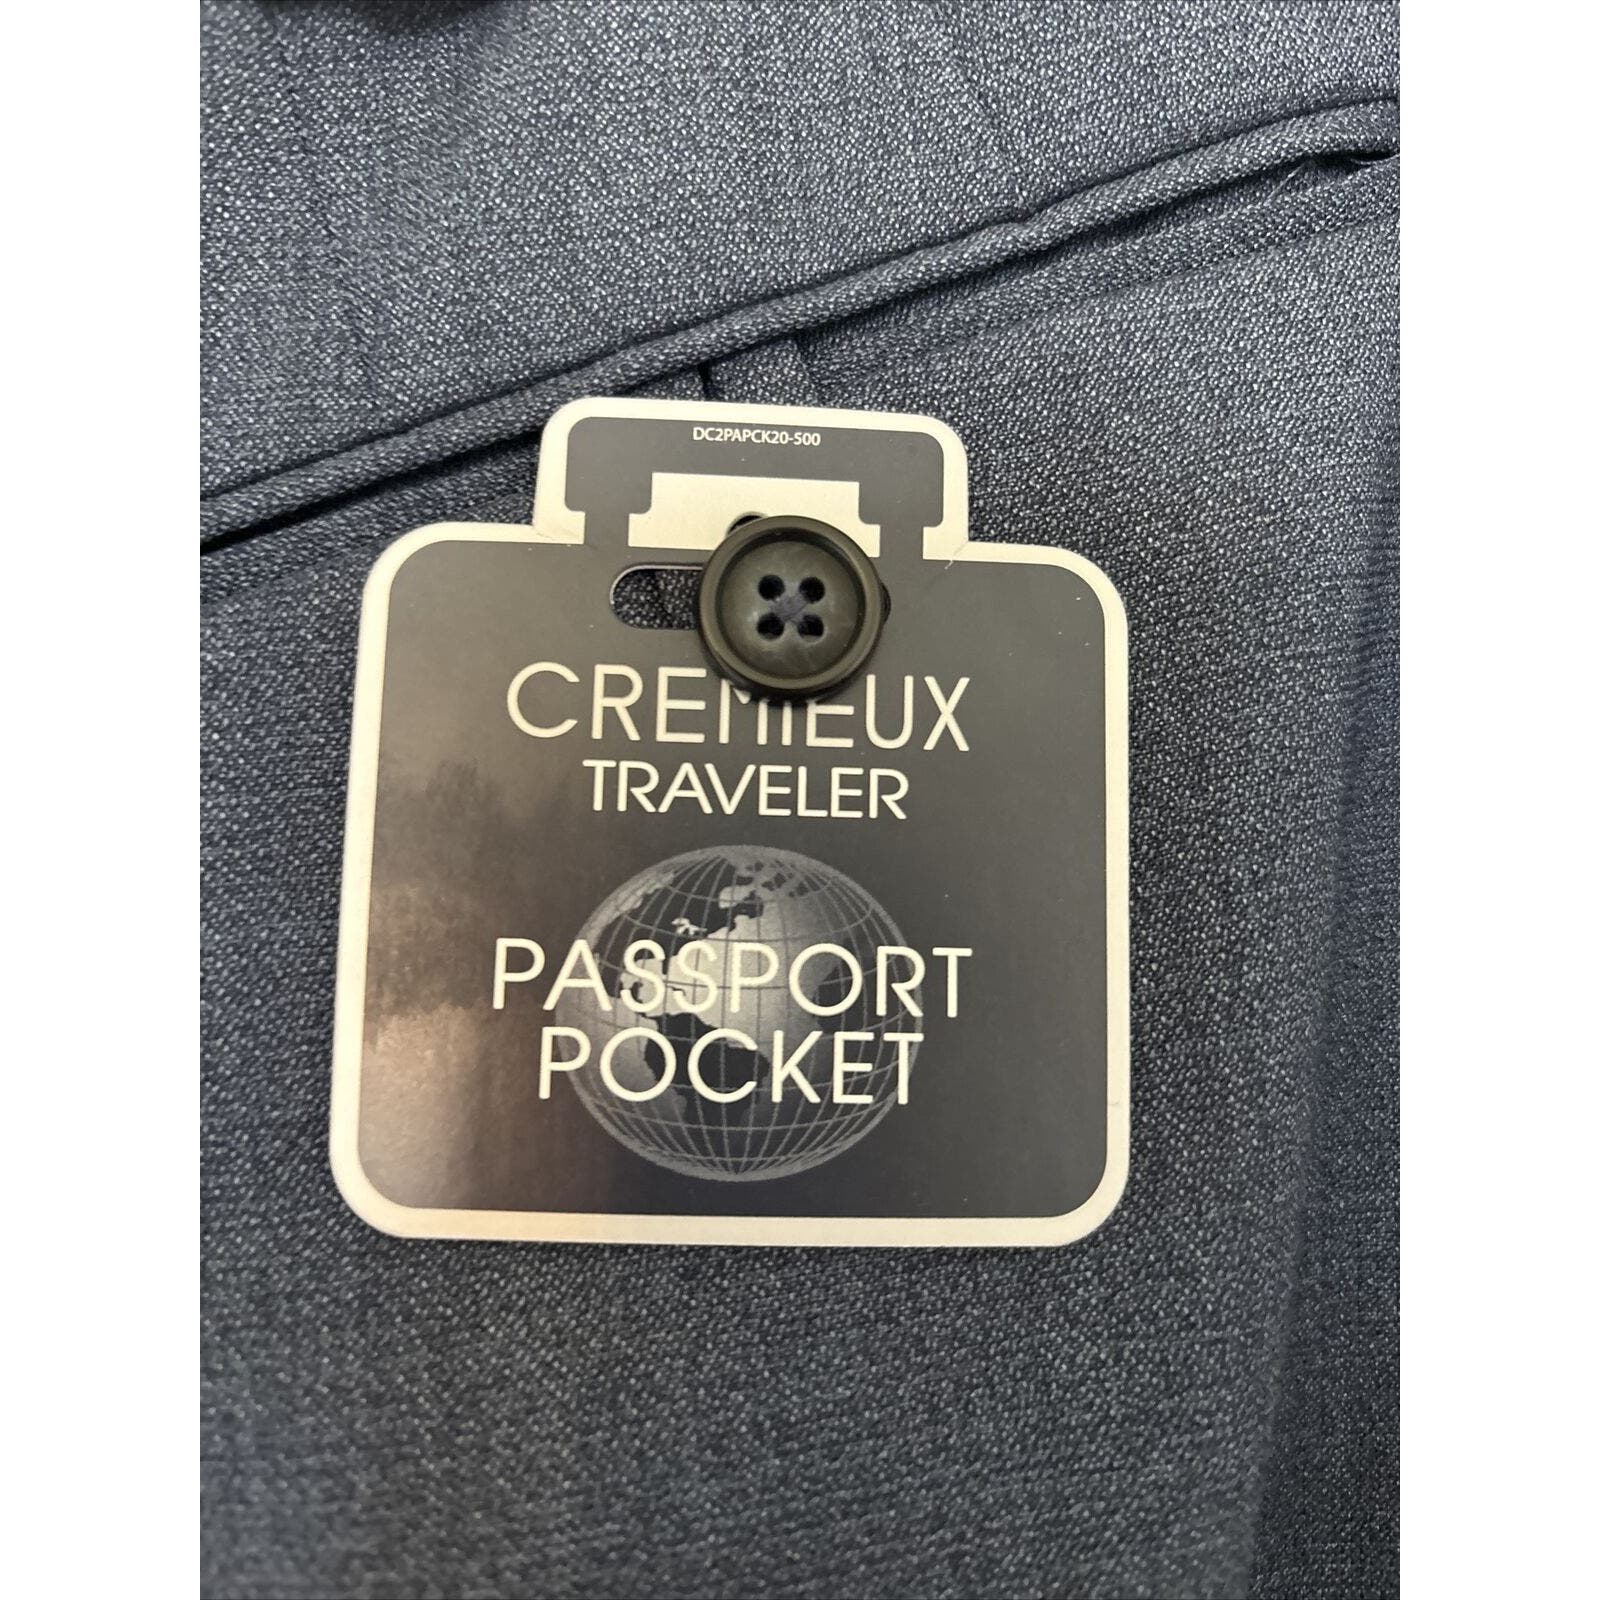 DC2PAPCK20-500
CREMIEUX
TRAVELER
PASSPORT
POCKET